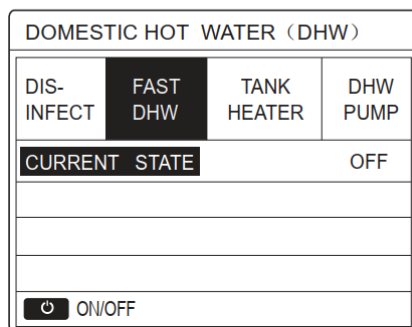 DOMESTIC HOT WATER（DHW）
DIS-
INFECT
FAST
DHW
TANK
HEATER
DHW
PUMP
CURRENT STATE OFF
ON/OFF